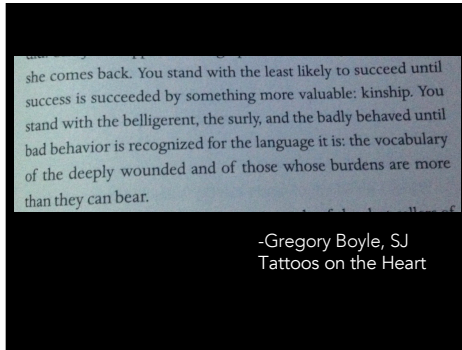 she comes back. You stand with the least likely to succeed until
success is succeeded by something more valuable: kinship. You
stand with the belligerent, the surly, and the badly behaved until
bad behavior is recognized for the language it is: the vocabulary
of the deeply wounded and of those whose burdens are more
than they can bear.
-Gregory Boyle, SJ
Tattoos on the Heart